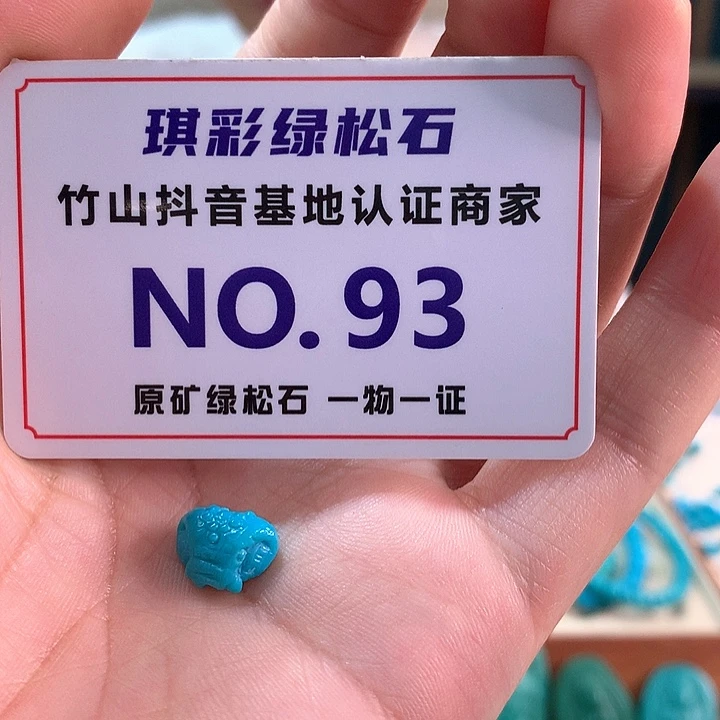 琪彩绿松石
竹山抖音基地认证商家
NO. 93
原矿绿松石 一物一证